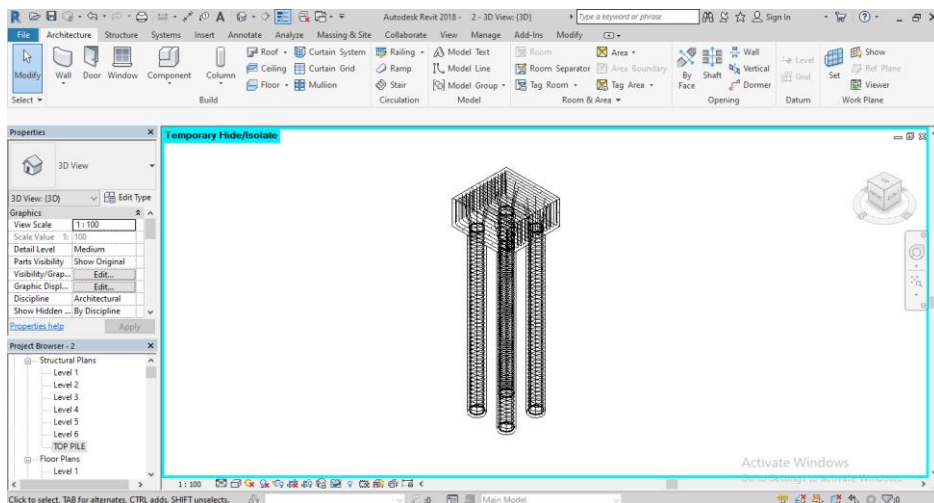 Autodesk Revit 2018 - 2 - 3D View: {3D}
Type a keyword or phrase
Sign In
File Architecture Structure Systems Insert Annotate Analyze Massing & Site Collaborate View Manage Add-Ins Modify
Modify Wall Door Window Component Column
Roof Curtain System Railing Model Text Room Area Wall Level Show
Ceiling Curtain Grid Ramp Model Line Room Separator Area Boundary By Face Shaft Vertical Grid Set Ref Plane
Floor Mullion Stair Model Group Tag Room Tag Area Dormer Viewer
Select Build Circulation Model Room & Area Opening Datum Work Plane
Properties
Temporary Hide/Isolate
3D View
3D View: {3D} Edit Type
Graphics
View Scale 1 : 100
Scale Value 1: 100
Detail Level Medium
Parts Visibility Show Original
Visibility/Grap... Edit...
Graphic Displ... Edit...
Discipline Architectural
Show Hidden ... By Discipline
Properties help Apply
Project Browser - 2
Structural Plans
Level 1
Level 2
Level 3
Level 4
Level 5
Level 6
TOP PILE
Floor Plans
Level 1
Activate Windows
Go to Settings to activate Windows.
1 : 100
Click to select, TAB for alternates, CTRL adds, SHIFT unselects.
:0 Main Model